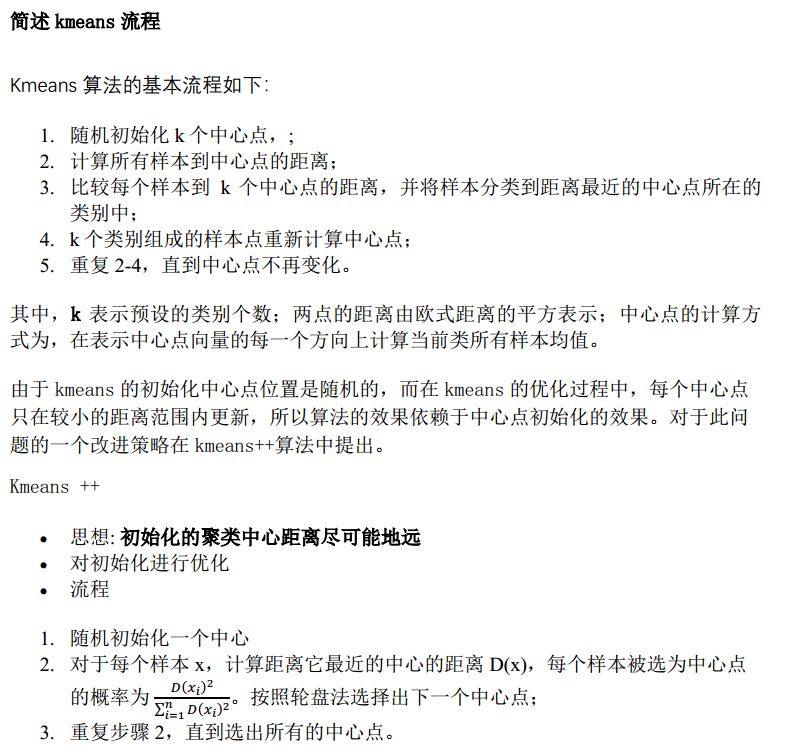 简述 kmeans 流程
Kmeans 算法的基本流程如下：
1. 随机初始化 k 个中心点，;
2. 计算所有样本到中心点的距离；
3. 比较每个样本到 k 个中心点的距离，并将样本分类到距离最近的中心点所在的
类别中；
4. k 个类别组成的样本点重新计算中心点；
5. 重复 2-4，直到中心点不再变化。
其中，k 表示预设的类别个数；两点的距离由欧式距离的平方表示；中心点的计算方
式为，在表示中心点向量的每一个方向上计算当前类所有样本均值。
由于 kmeans 的初始化中心点位置是随机的，而在 kmeans 的优化过程中，每个中心点
只在较小的距离范围内更新，所以算法的效果依赖于中心点初始化的效果。对于此问
题的一个改进策略在 kmeans++算法中提出。
Kmeans ++
• 思想: 初始化的聚类中心距离尽可能地远
• 对初始化进行优化
• 流程
1. 随机初始化一个中心
2. 对于每个样本 x，计算距离它最近的中心的距离 D(x)，每个样本被选为中心点
的概率为 $\frac{D(x_i)^2}{\sum_{i=1}^{n} D(x_i)^2}$。按照轮盘法选择出下一个中心点；
3. 重复步骤 2，直到选出所有的中心点。